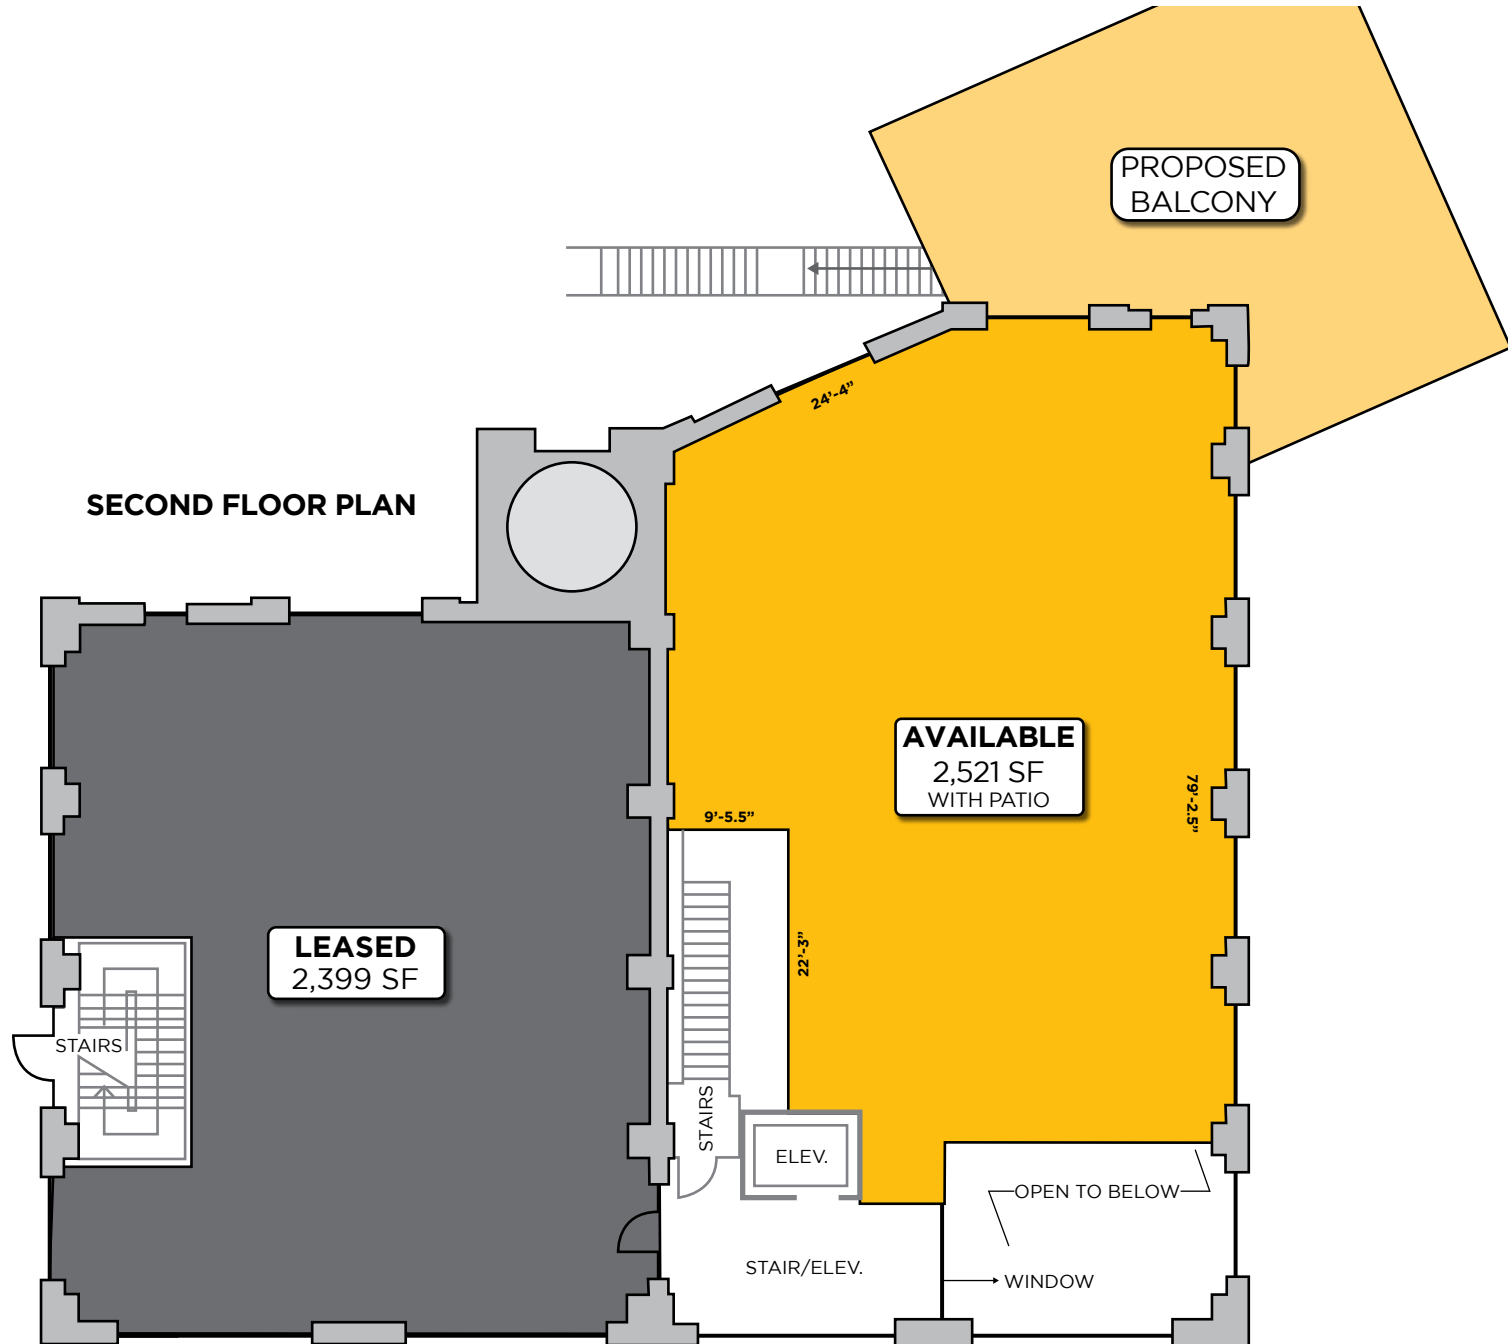 PROPOSED
BALCONY
24’-4”
SECOND FLOOR PLAN
AVAILABLE
2,521 SF
WITH PATIO
79’-2.5”
9’-5.5”
LEASED
2,399 SF
22’-3”
STAIRS
STAIRS
ELEV.
OPEN TO BELOW
STAIR/ELEV.
WINDOW